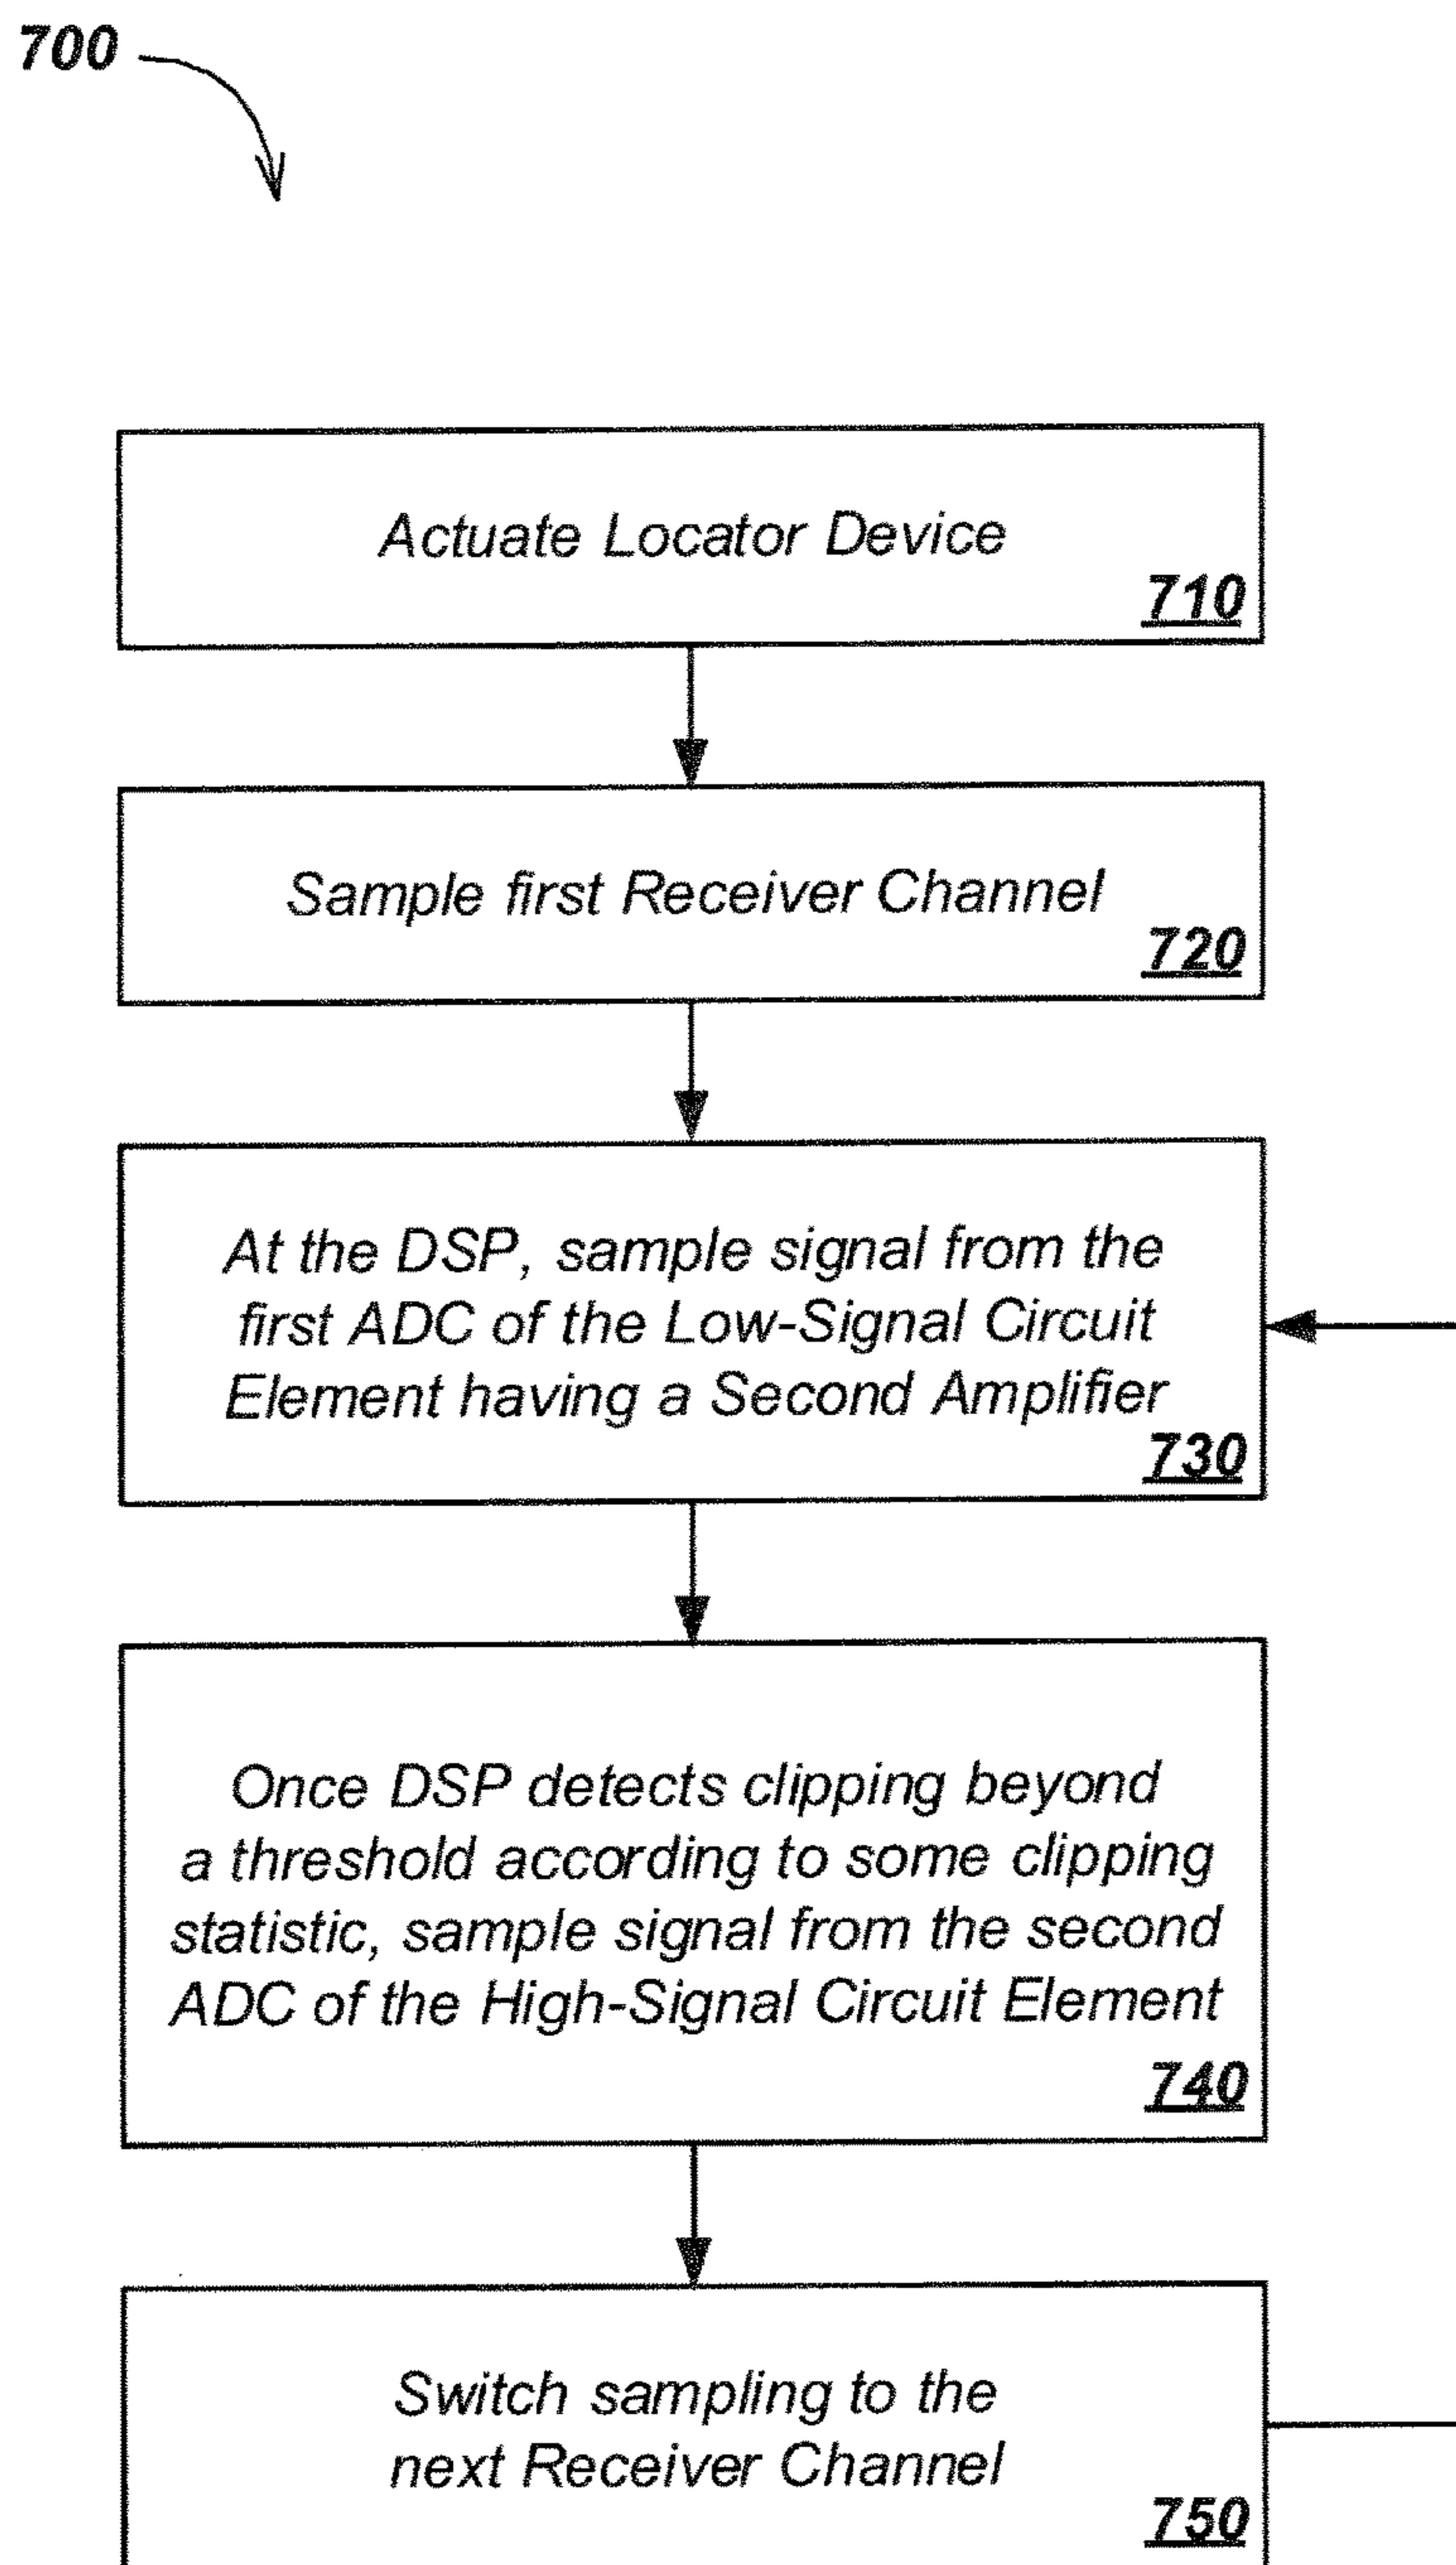 700
Actuate Locator Device
710
Sample first Receiver Channel
720
At the DSP, sample signal from the
first ADC of the Low-Signal Circuit
Element having a Second Amplifier
730
Once DSP detects clipping beyond
a threshold according to some clipping
statistic, sample signal from the second
ADC of the High-Signal Circuit Element
740
Switch sampling to the
next Receiver Channel
750